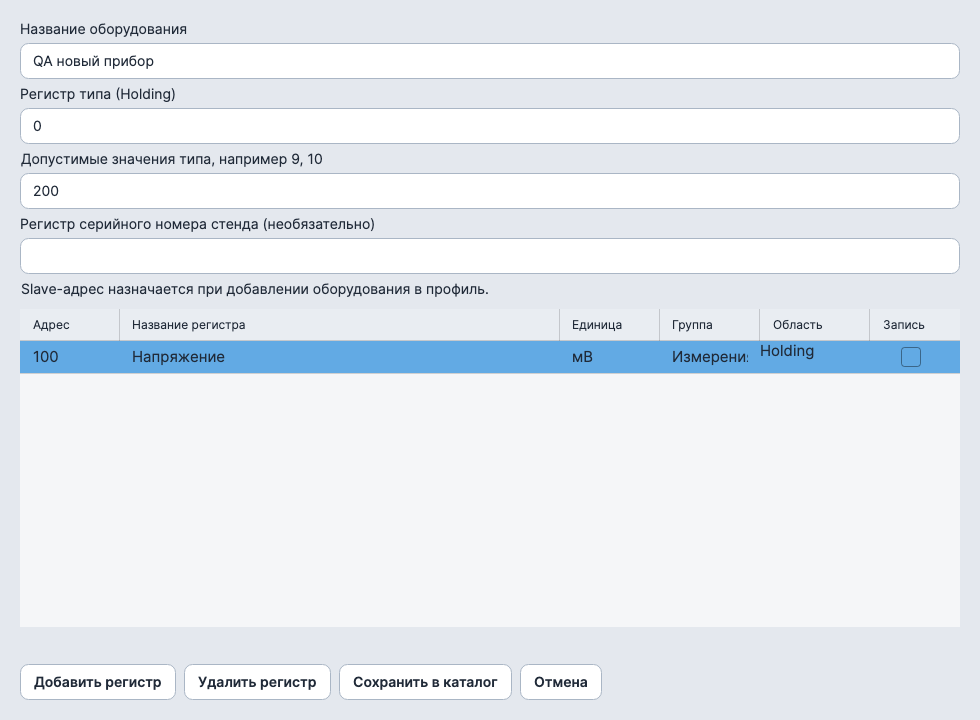 Название оборудования
QA новый прибор
Регистр типа (Holding)
0
Допустимые значения типа, например 9, 10
200
Регистр серийного номера стенда (необязательно)
Slave-адрес назначается при добавлении оборудования в профиль.
Адрес Название регистра Единица Группа Область Запись
100 Напряжение мВ Измерени Holding
Добавить регистр Удалить регистр Сохранить в каталог Отмена